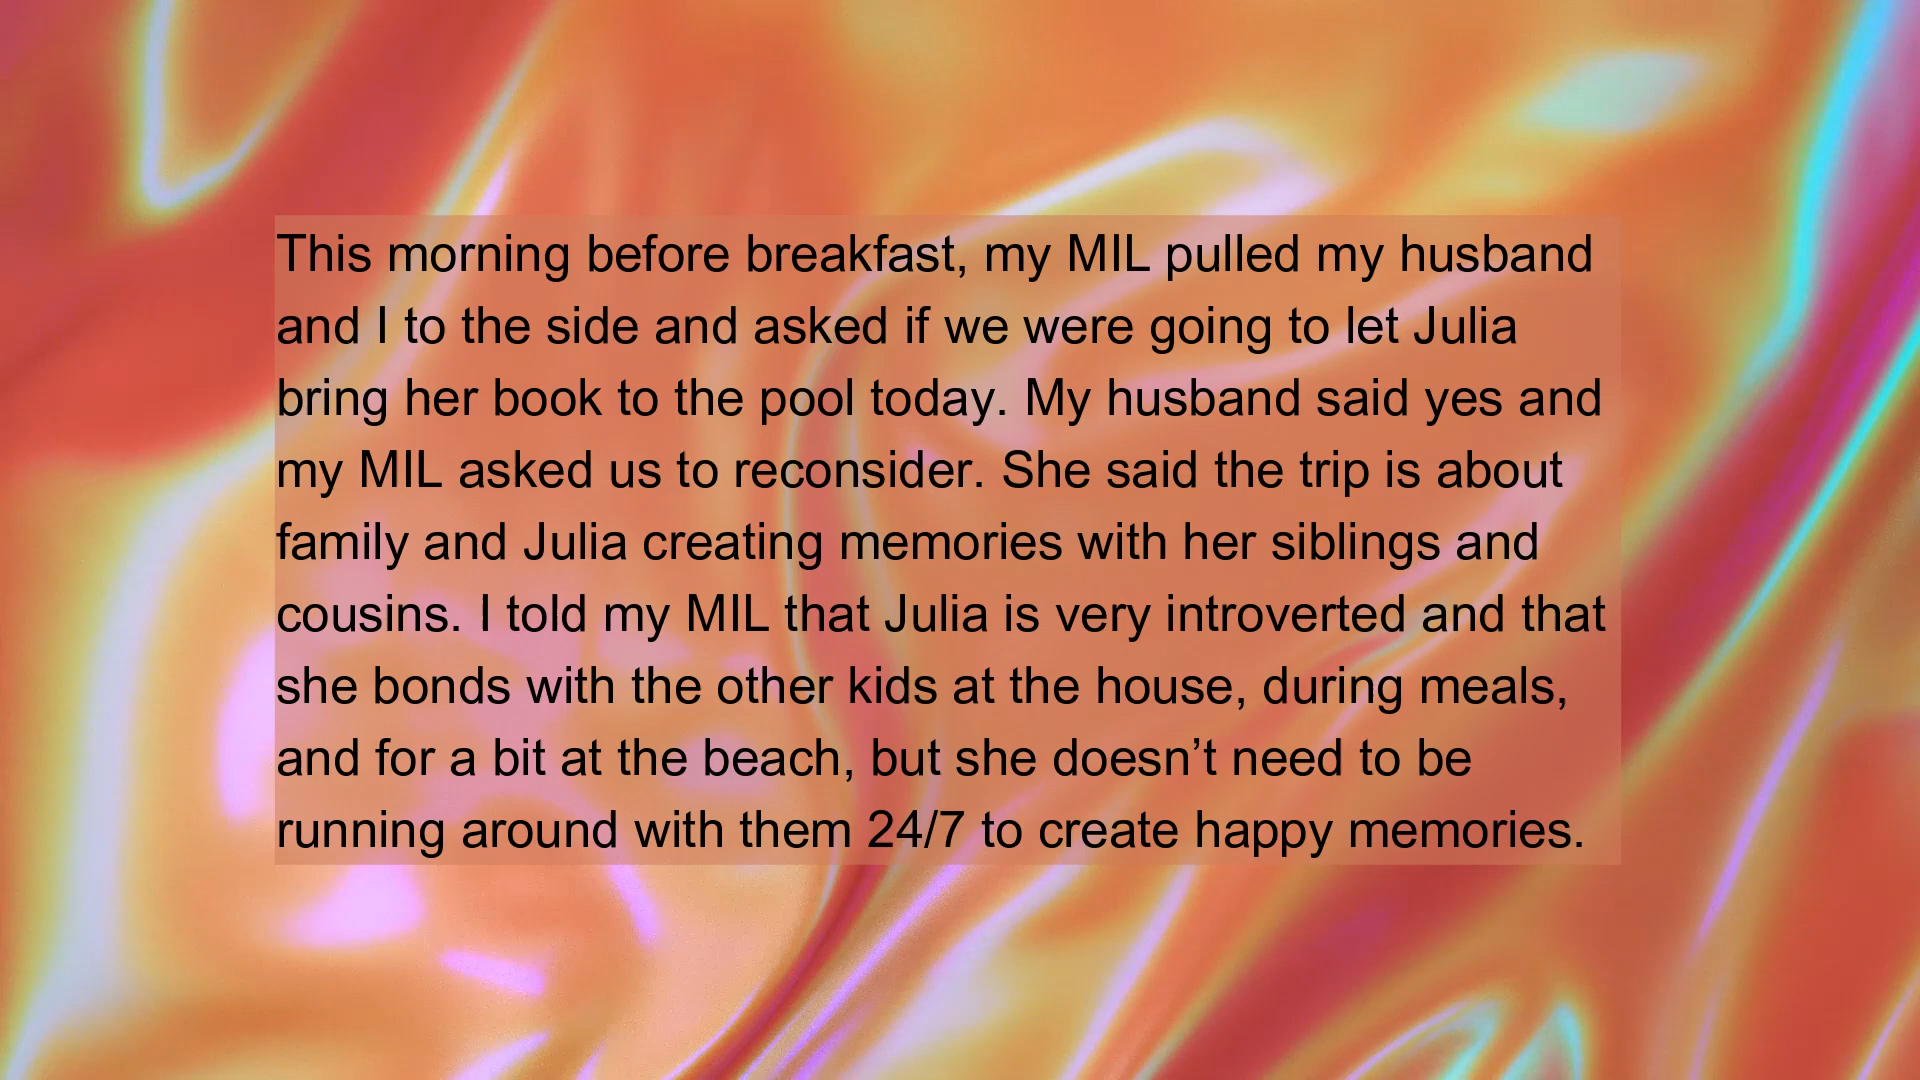 This morning before breakfast, my MIL pulled my husband
and I to the side and asked if we were going to let Julia
bring her book to the pool today. My husband said yes and
my MIL asked us to reconsider. She said the trip is about
family and Julia creating memories with her siblings and
cousins. I told my MIL that Julia is very introverted and that
she bonds with the other kids at the house, during meals,
and for a bit at the beach, but she doesn’t need to be
running around with them 24/7 to create happy memories.